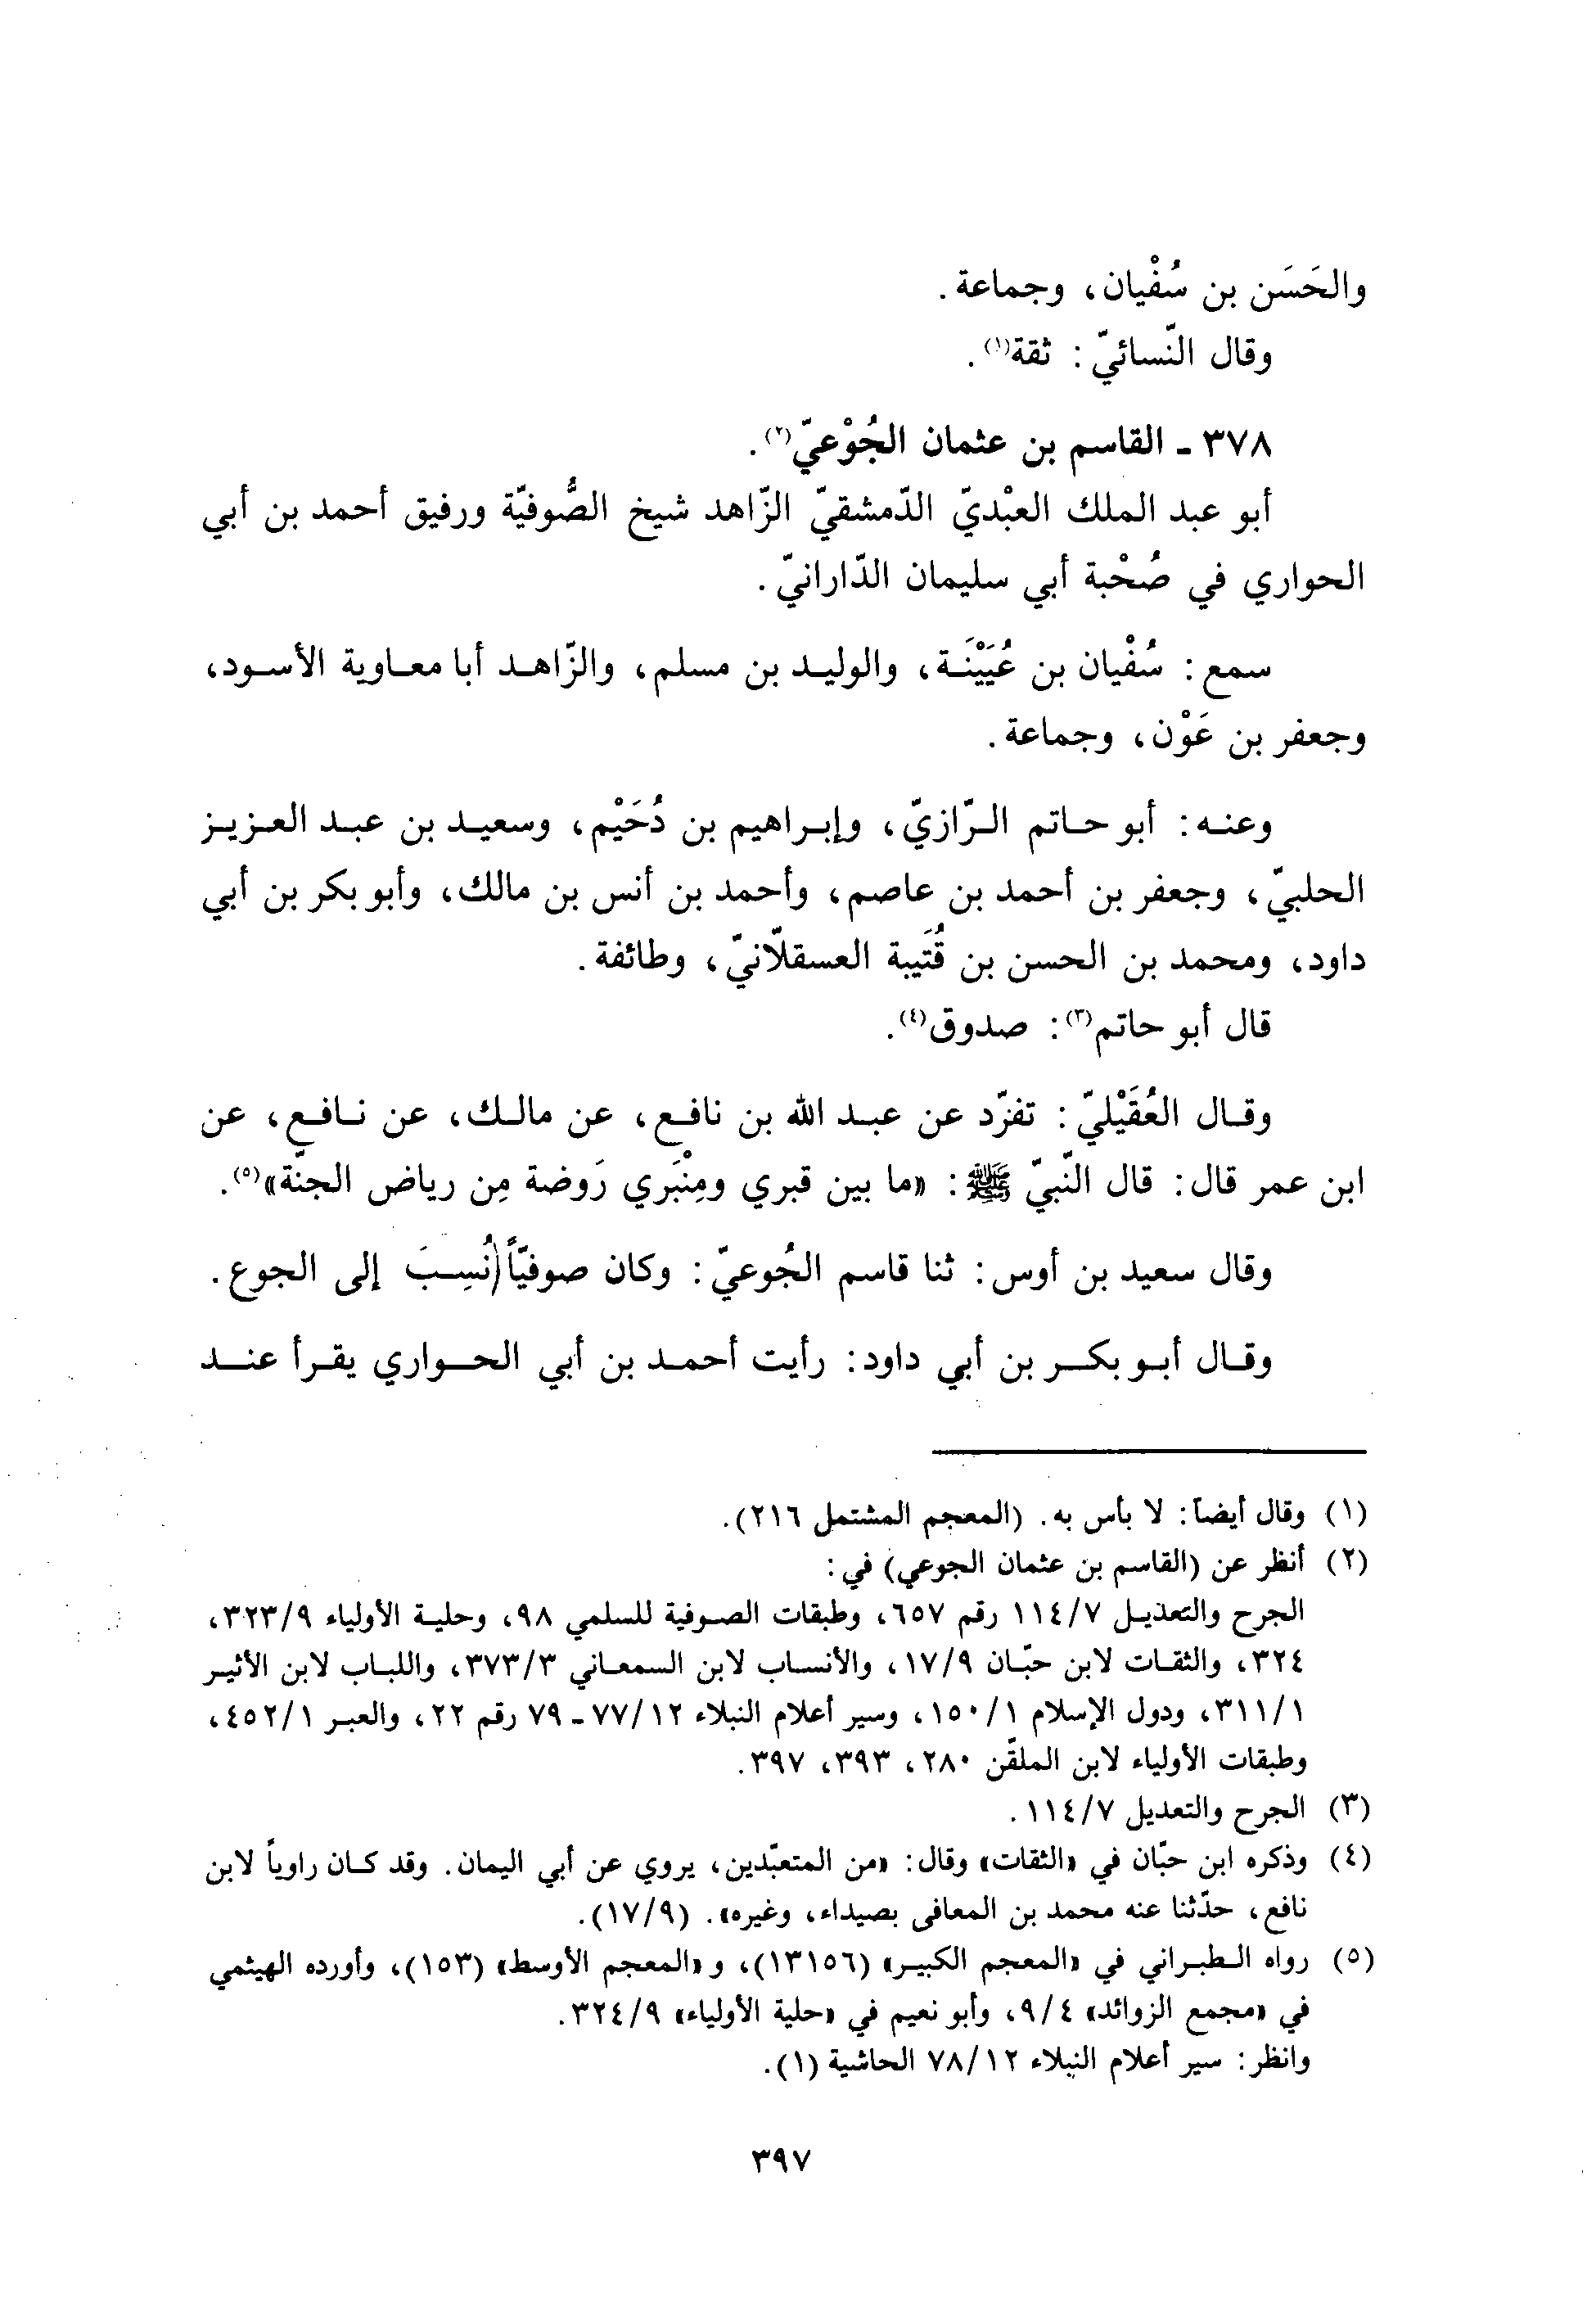 والحَسَن بن سُفْيان، وجماعة.
وقال النّسائيّ: ثقة(١).
٣٧٨ ـ القاسم بن عثمان الجُوْعيّ(٢).
أبو عبد الملك العبْديّ الدّمشقيّ الزّاهد شيخ الصُّوفيّة ورفيق أحمد بن أبي
الحواري في صُحْبة أبي سليمان الدّارانيّ.
سمع: سُفْيان بن عُيَيْنَة، والوليد بن مسلم، والزّاهد أبا معاوية الأسود،
وجعفر بن عَوْن، وجماعة.
وعنه: أبو حاتم الرّازيّ، وإبراهيم بن دُحَيْم، وسعيد بن عبد العزيز
الحلبيّ، وجعفر بن أحمد بن عاصم، وأحمد بن أنس بن مالك، وأبو بكر بن أبي
داود، ومحمد بن الحسن بن قُتَيبة العسقلّانيّ، وطائفة.
قال أبو حاتم(٣): صدوق(٤).
وقال العُقَيْليّ: تفرّد عن عبد الله بن نافع، عن مالك، عن نافع، عن
ابن عمر قال: قال النّبيّ ﷺ: «ما بين قبري ومِنْبَري رَوضة مِن رياض الجنّة»(٥).
وقال سعيد بن أوس: ثنا قاسم الجُوعيّ: وكان صوفيّاً نُسِبَ إلى الجوع.
وقال أبو بكر بن أبي داود: رأيت أحمد بن أبي الحواري يقرأ عند
(١) وقال أيضاً: لا بأس به. (المعجم المشتمل ٢١٦).
(٢) أنظر عن (القاسم بن عثمان الجوعي) في:
الجرح والتعديل ١١٤/٧ رقم ٦٥٧، وطبقات الصوفية للسلمي ٩٨، وحلية الأولياء ٣٢٣/٩،
٣٢٤، والثقات لابن حبّان ١٧/٩، والأنساب لابن السمعاني ٣٧٣/٣، واللباب لابن الأثير
٣١١/١، ودول الإسلام ١٥٠/١، وسير أعلام النبلاء ٧٧/١٢ ـ ٧٩ رقم ٢٢، والعبر ٤٥٢/١،
وطبقات الأولياء لابن الملقّن ٢٨٠، ٣٩٣، ٣٩٧.
(٣) الجرح والتعديل ١١٤/٧.
(٤) وذكره ابن حبّان في «الثقات» وقال: «من المتعبّدين، يروي عن أبي اليمان. وقد كان راوياً لابن
نافع، حدّثنا عنه محمد بن المعافى بصيداء، وغيره». (١٧/٩).
(٥) رواه الطبراني في «المعجم الكبير» (١٣١٥٦)، و«المعجم الأوسط» (١٥٣)، وأورده الهيثمي
في «مجمع الزوائد» ٩/٤، وأبو نعيم في «حلية الأولياء» ٣٢٤/٩.
وانظر: سير أعلام النبلاء ٧٨/١٢ الحاشية (١).
٣٩٧